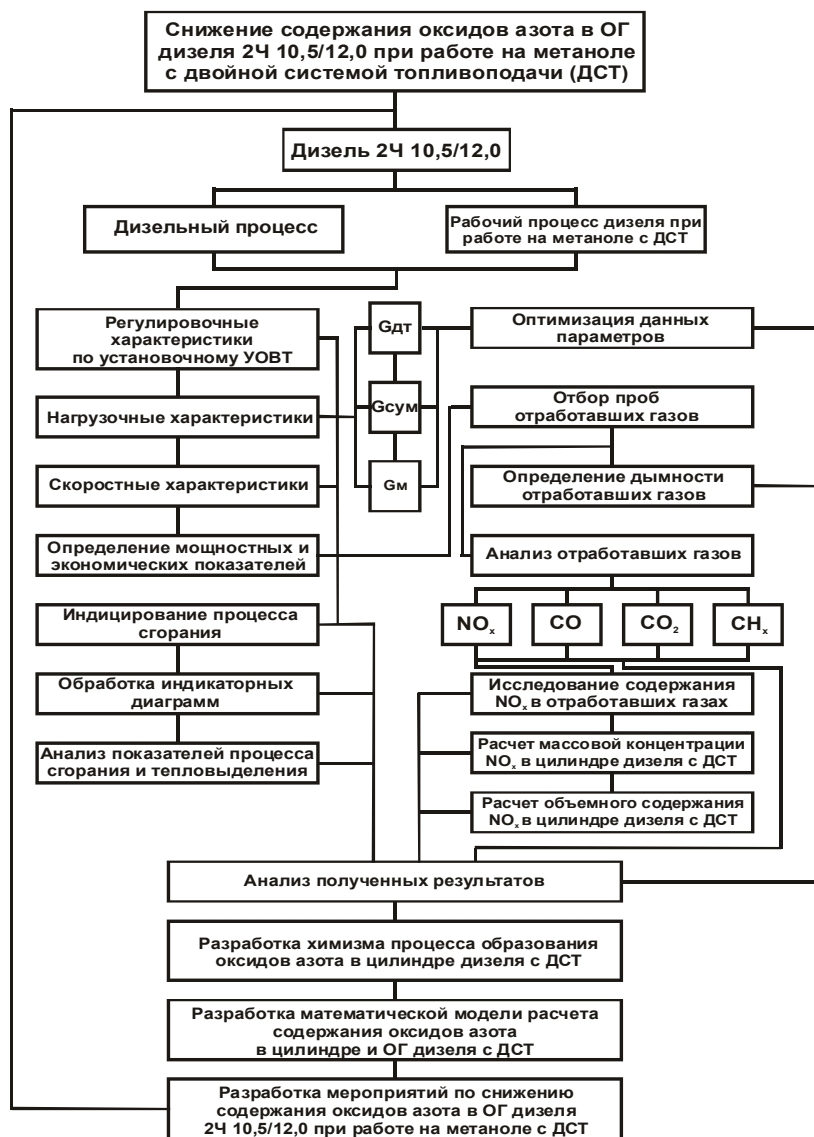 Снижение содержания оксидов азота в ОГ
дизеля 2Ч 10,5/12,0 при работе на метаноле
с двойной системой топливоподачи (ДСТ)
Дизель 2Ч 10,5/12,0
Дизельный процесс
Рабочий процесс дизеля при
работе на метаноле с ДСТ
Регулировочные
характеристики
по установочному УОВТ
Нагрузочные характеристики
Скоростные характеристики
Определение мощностных и
экономических показателей
Индицирование процесса
сгорания
Обработка индикаторных
диаграмм
Анализ показателей процесса
сгорания и тепловыделения
Gдт
Gсум
Gм
Оптимизация данных
параметров
Отбор проб
отработавших газов
Определение дымности
отработавших газов
Анализ отработавших газов
NOx
CO
CO2
CHx
Исследование содержания
NOx в отработавших газах
Расчет массовой концентрации
NOx в цилиндре дизеля с ДСТ
Расчет объемного содержания
NOx в цилиндре дизеля с ДСТ
Анализ полученных результатов
Разработка химизма процесса образования
оксидов азота в цилиндре дизеля с ДСТ
Разработка математической модели расчета
содержания оксидов азота
в цилиндре и ОГ дизеля с ДСТ
Разработка мероприятий по снижению
содержания оксидов азота в ОГ дизеля
2Ч 10,5/12,0 при работе на метаноле с ДСТ